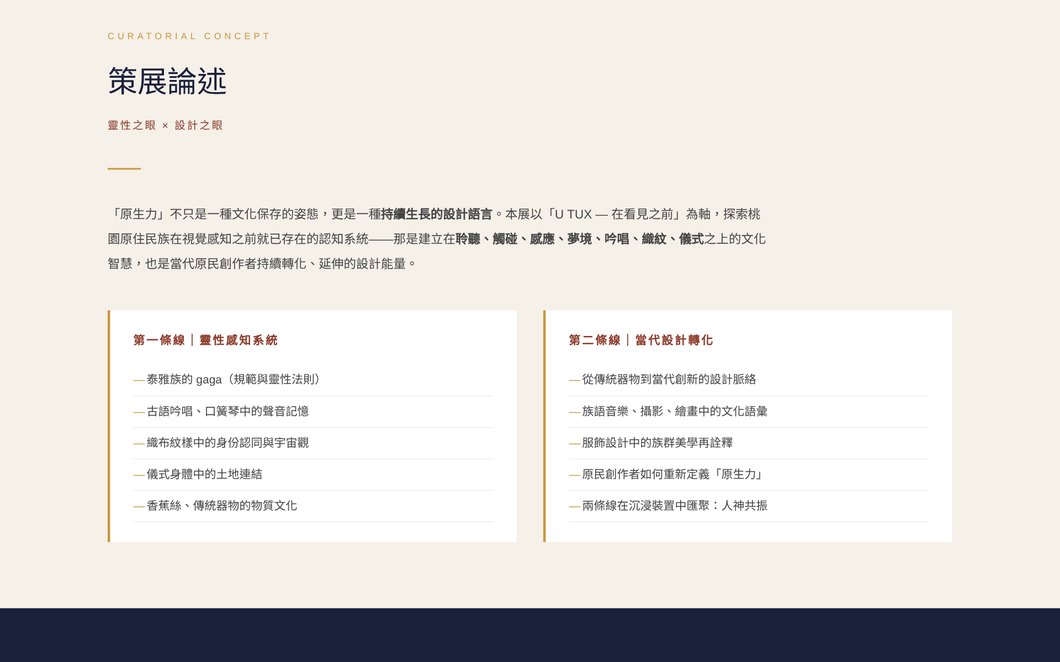 CURATORIAL CONCEPT
策展論述
靈性之眼 × 設計之眼
「原生力」不只是一種文化保存的姿態，更是一種持續生長的設計語言。本展以「U TUX — 在看見之前」為軸，探索桃
園原住民族在視覺感知之前就已存在的認知系統——那是建立在聆聽、觸碰、感應、夢境、吟唱、織紋、儀式之上的文化
智慧，也是當代原民創作者持續轉化、延伸的設計能量。
第一條線｜靈性感知系統
—泰雅族的 gaga（規範與靈性法則）
—古語吟唱、口簧琴中的聲音記憶
—織布紋樣中的身份認同與宇宙觀
—儀式身體中的土地連結
—香蕉絲、傳統器物的物質文化
第二條線｜當代設計轉化
—從傳統器物到當代創新的設計脈絡
—族語音樂、攝影、繪畫中的文化語彙
—服飾設計中的族群美學再詮釋
—原民創作者如何重新定義「原生力」
—兩條線在沉浸裝置中匯聚：人神共振